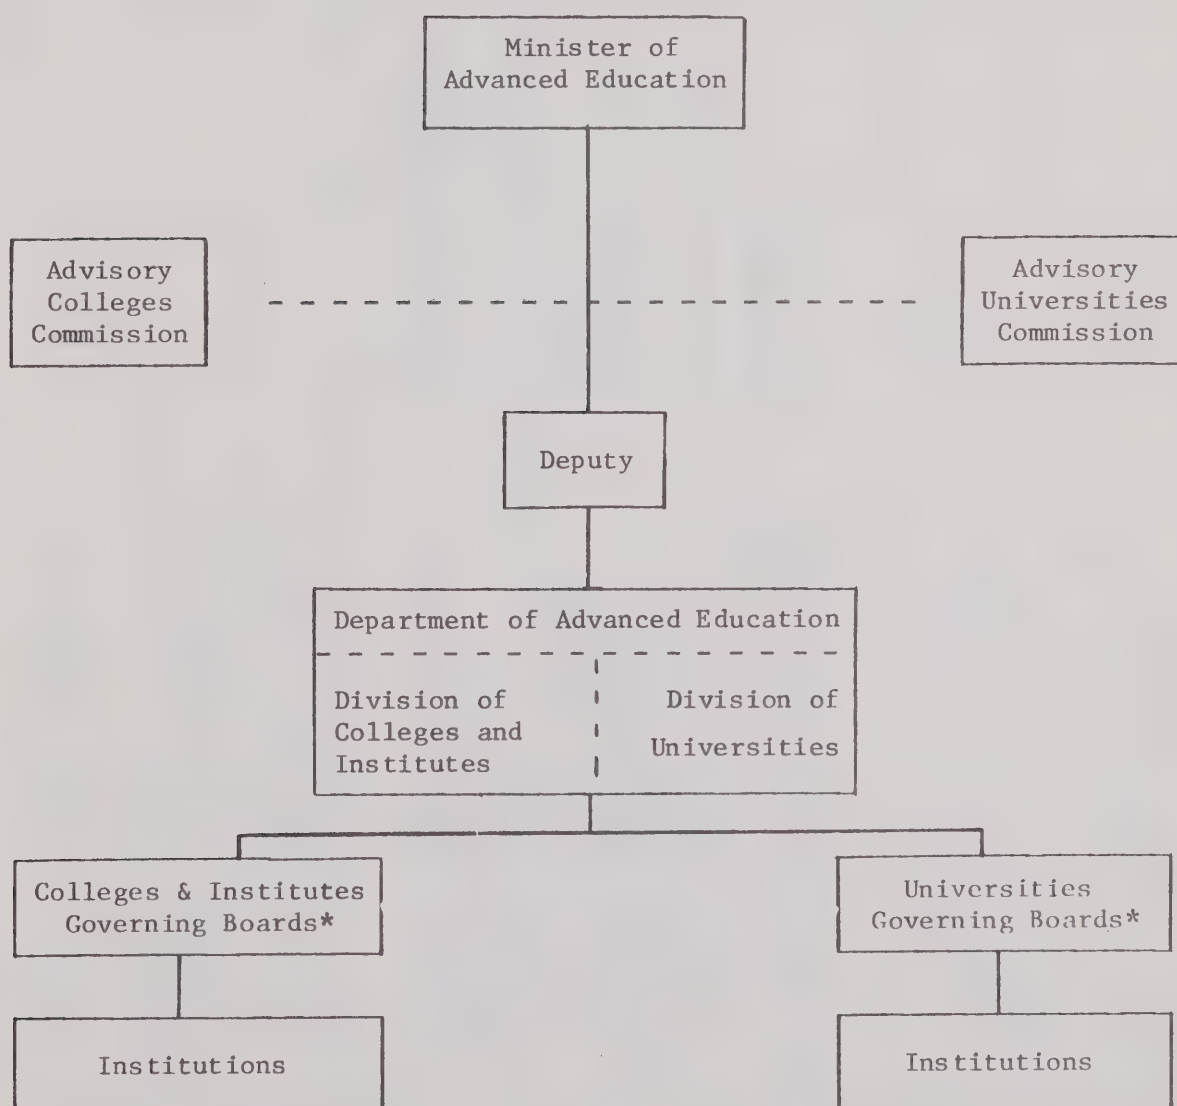 Minister of
Advanced Education
Advisory
Colleges
Commission
Advisory
Universities
Commission
Deputy
Department of Advanced Education
Division of
Colleges and
Institutes
Division of
Universities
Colleges & Institutes
Governing Boards*
Universities
Governing Boards*
Institutions
Institutions